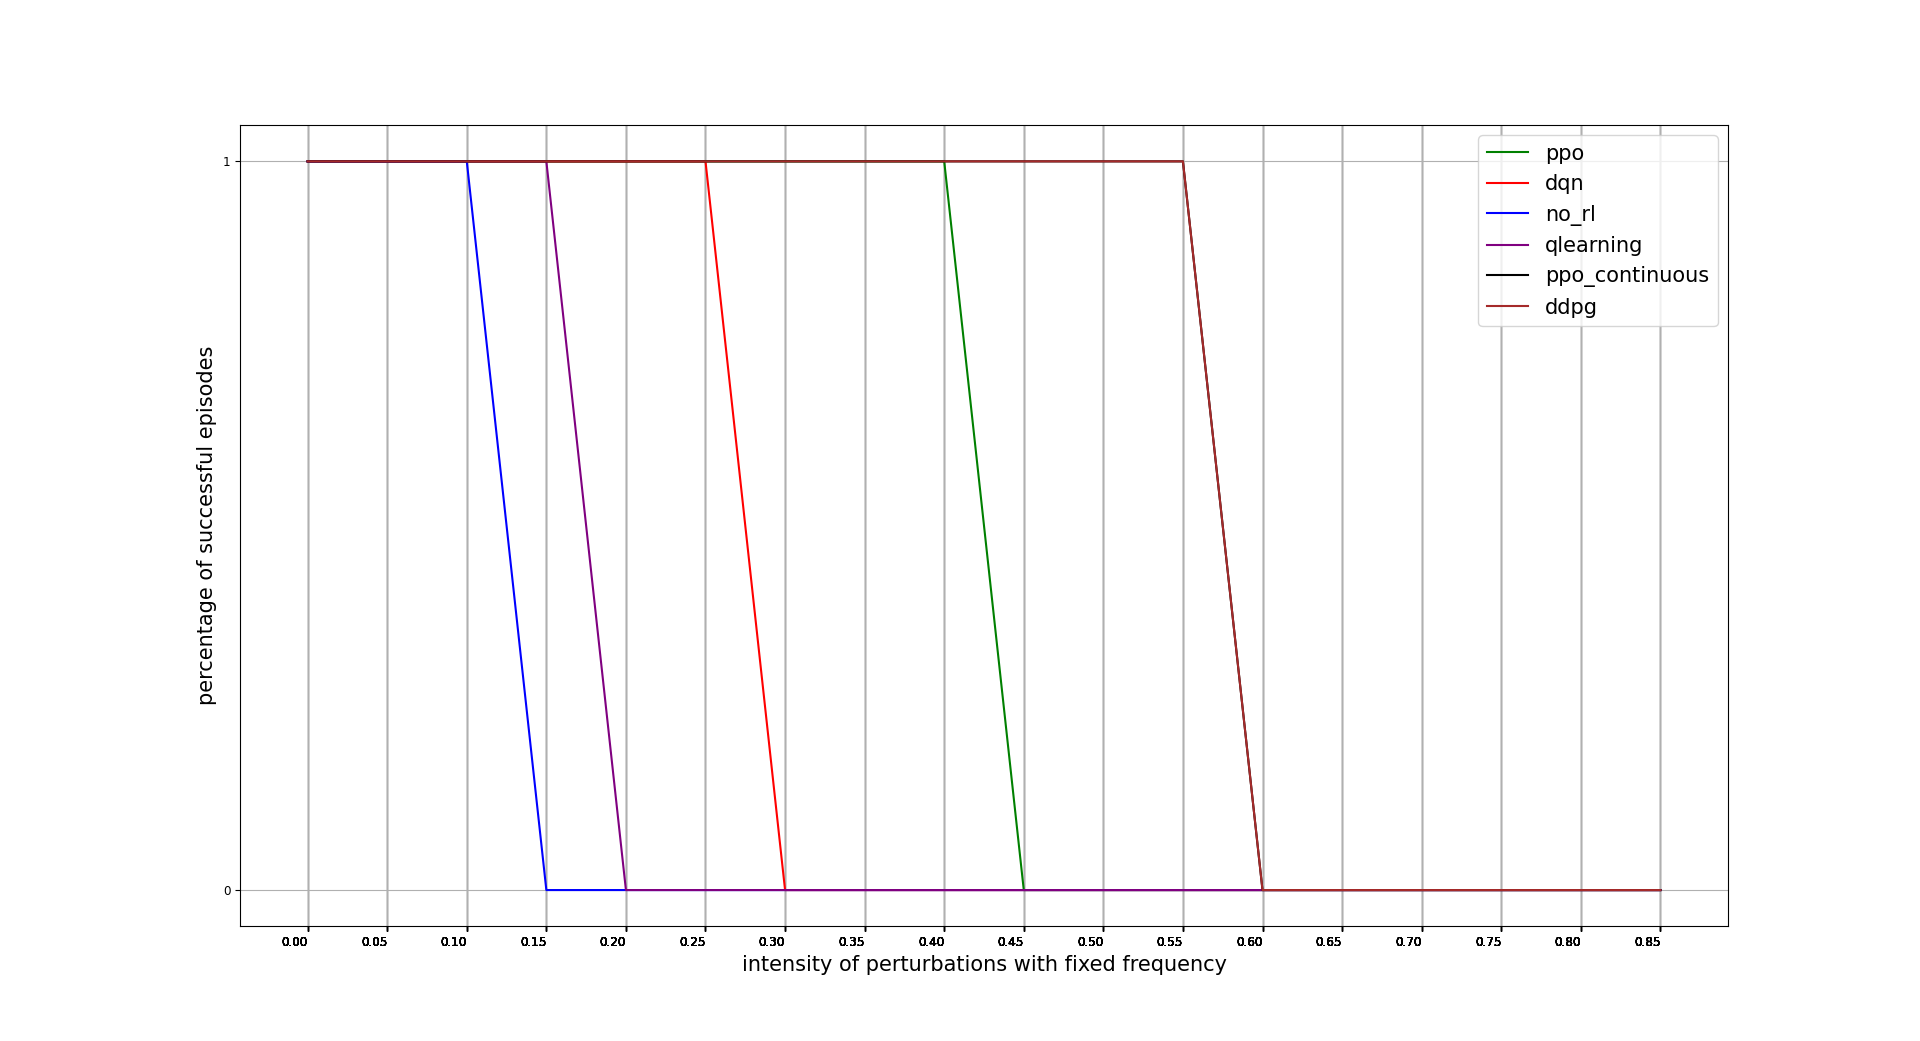 1
0
percentage of successful episodes
ppo
dqn
no_rl
qlearning
ppo_continuous
ddpg
0.00 0.05 0.10 0.15 0.20 0.25 0.30 0.35 0.40 0.45 0.50 0.55 0.60 0.65 0.70 0.75 0.80 0.85
intensity of perturbations with fixed frequency